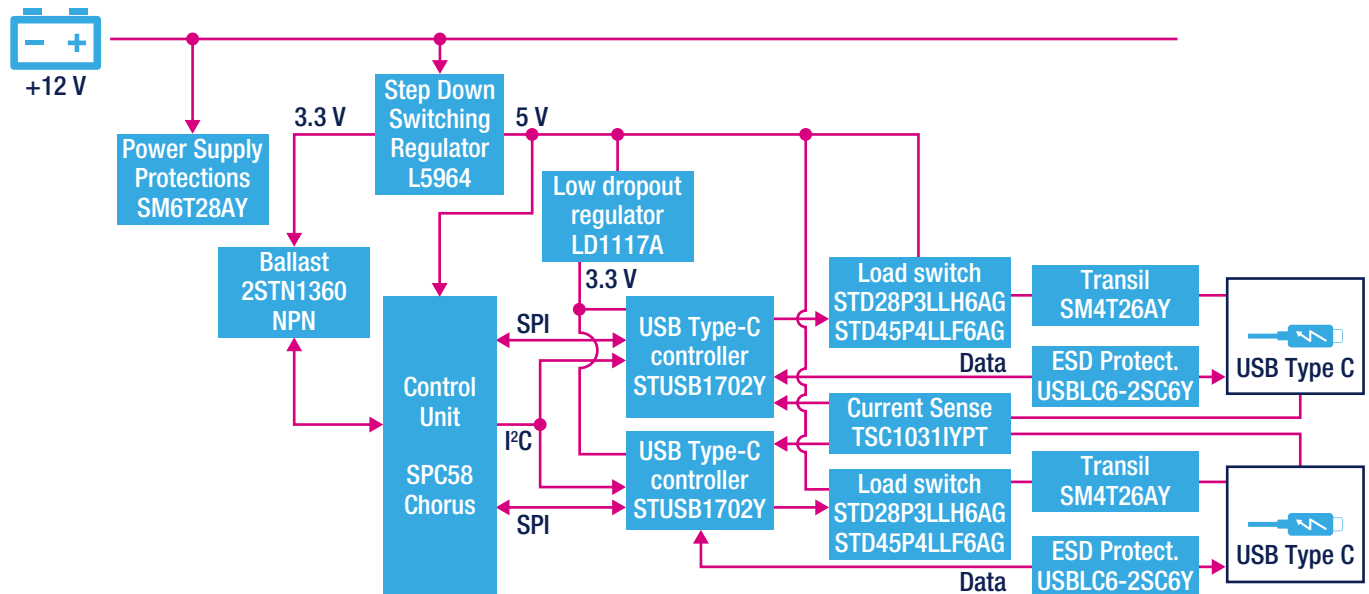 +12 V
Power Supply
Protections
SM6T28AY
3.3 V
Step Down
Switching
Regulator
L5964
5 V
Low dropout
regulator
LD1117A
3.3 V
Ballast
2STN1360
NPN
Control
Unit
SPC58
Chorus
SPI
I²C
SPI
USB Type-C
controller
STUSB1702Y
USB Type-C
controller
STUSB1702Y
Load switch
STD28P3LLH6AG
STD45P4LLF6AG
Transil
SM4T26AY
USB Type C
Data
ESD Protect.
USBLC6-2SC6Y
Current Sense
TSC1031IYPT
Load switch
STD28P3LLH6AG
STD45P4LLF6AG
Transil
SM4T26AY
USB Type C
Data
ESD Protect.
USBLC6-2SC6Y